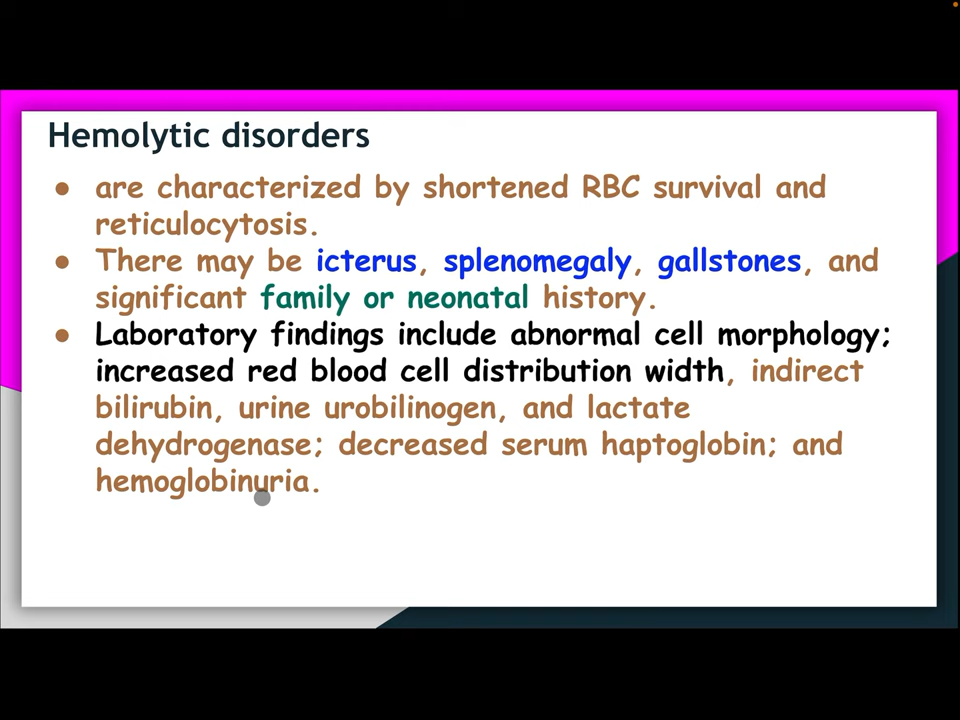 Hemolytic disorders
● are characterized by shortened RBC survival and
reticulocytosis.
● There may be icterus, splenomegaly, gallstones, and
significant family or neonatal history.
● Laboratory findings include abnormal cell morphology;
increased red blood cell distribution width, indirect
bilirubin, urine urobilinogen, and lactate
dehydrogenase; decreased serum haptoglobin; and
hemoglobinuria.